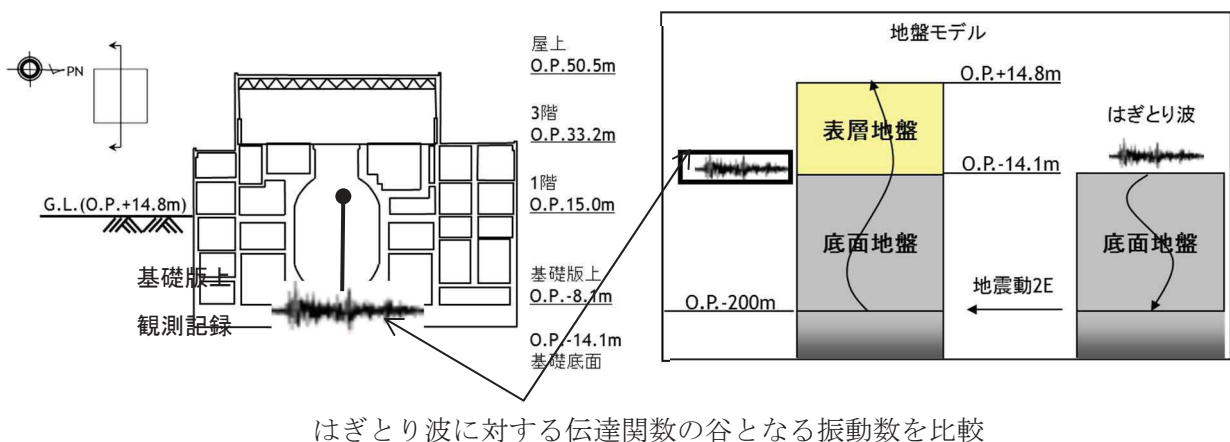 PN
屋上
O.P.50.5m
3階
O.P.33.2m
1階
O.P.15.0m
G.L.(O.P.+14.8m)
基礎版上
観測記録
基礎版上
O.P.-8.1m
O.P.-14.1m
基礎底面
地盤モデル
O.P.+14.8m
表層地盤
はぎとり波
O.P.-14.1m
底面地盤
底面地盤
地震動2E
O.P.-200m
はぎとり波に対する伝達関数の谷となる振動数を比較